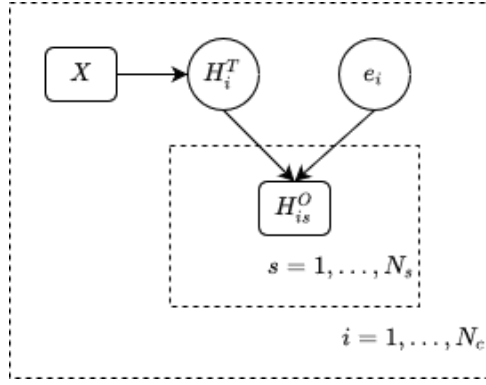 X
H_i^T
e_i
H_{is}^O
s = 1, . . . , N_s
i = 1, . . . , N_c